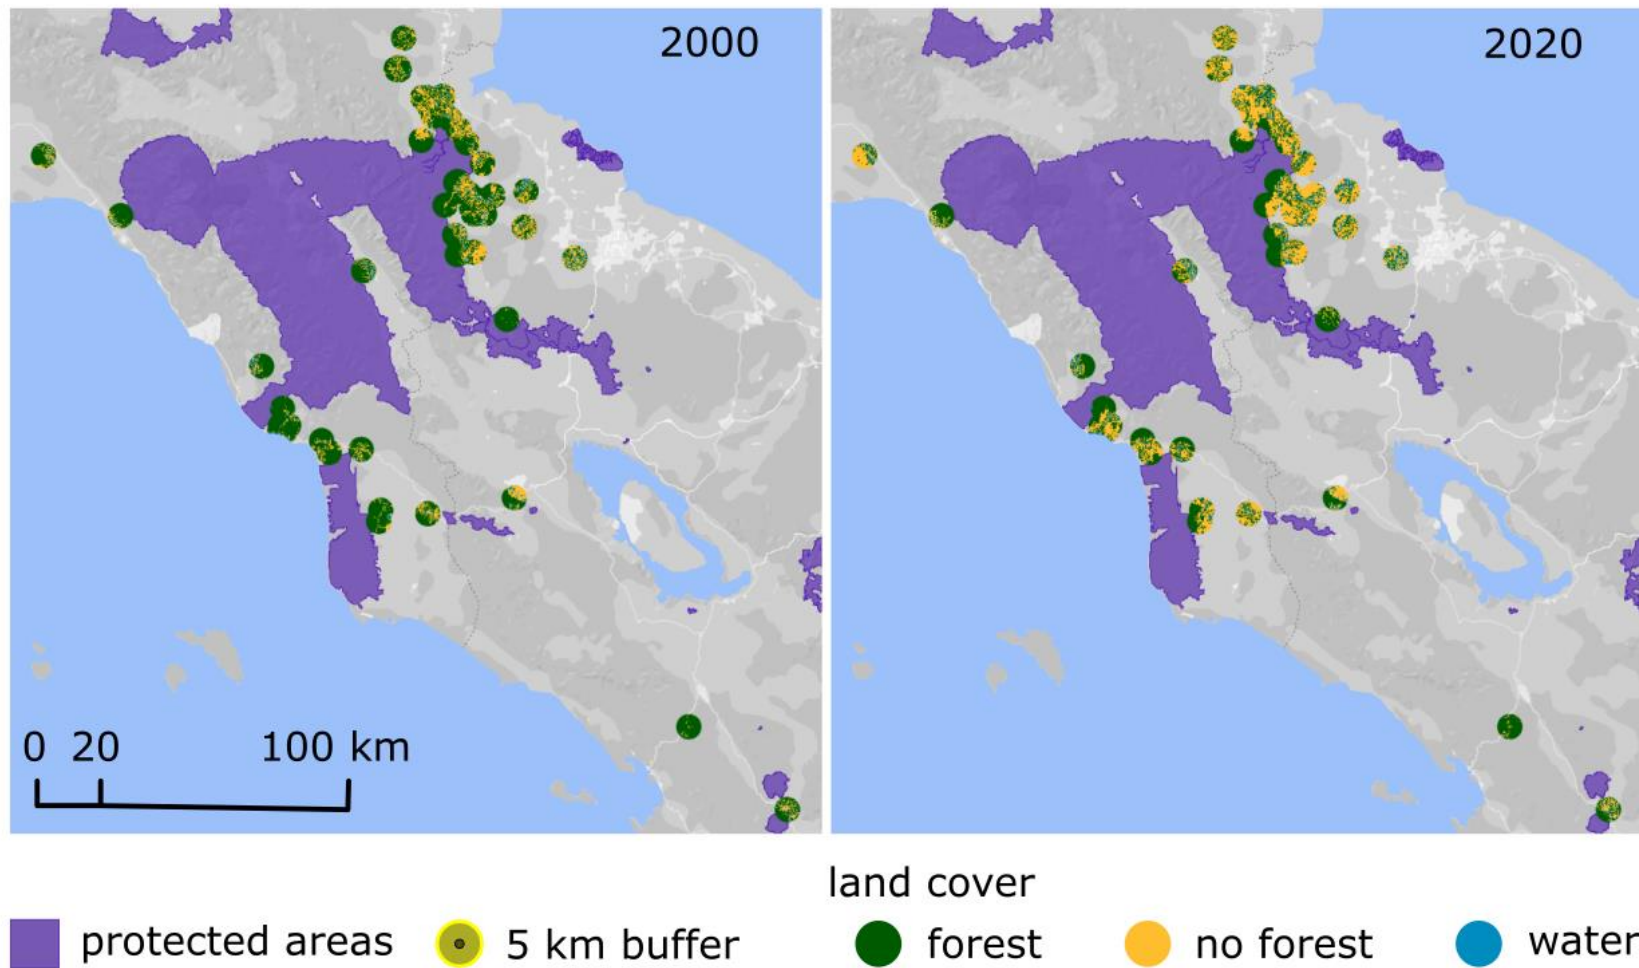 2000
2020
0 20 100 km
land cover
protected areas 5 km buffer forest no forest water